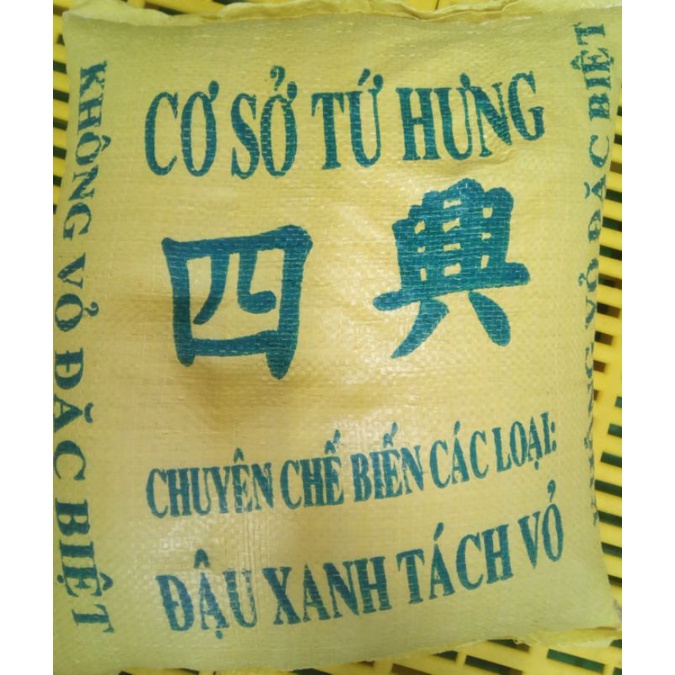 CƠ SỞ TỨ HƯNG
四興
CHUYÊN CHẾ BIẾN CÁC LOẠI:
ĐẬU XANH TÁCH VỎ
KHÔNG VỎ ĐẶC BIỆT
KHÔNG VỎ ĐẶC BIỆT